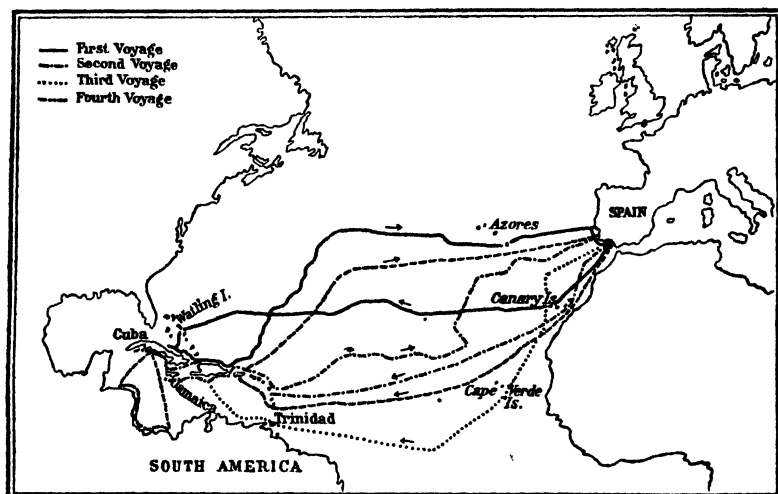 First Voyage
Second Voyage
Third Voyage
Fourth Voyage
Azores
SPAIN
Watling I.
Canary Is.
Cuba
Jamaica
Cape Verde
Is.
Trinidad
SOUTH AMERICA